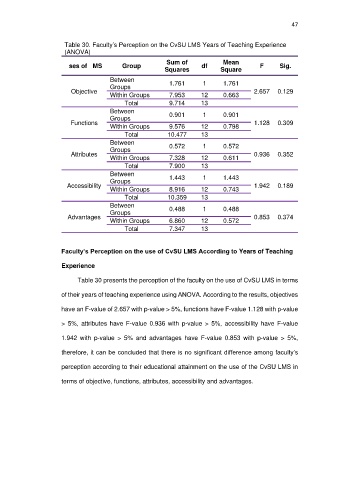 47
Table 30. Faculty's Perception on the CvSU LMS Years of Teaching Experience
(ANOVA)
ses of MS Group Sum of Squares df Mean Square F Sig.
Objective Between Groups 1.761 1 1.761 2.657 0.129
Within Groups 7.953 12 0.663
Total 9.714 13
Functions Between Groups 0.901 1 0.901 1.128 0.309
Within Groups 9.576 12 0.798
Total 10.477 13
Attributes Between Groups 0.572 1 0.572 0.936 0.352
Within Groups 7.328 12 0.611
Total 7.900 13
Accessibility Between Groups 1.443 1 1.443 1.942 0.189
Within Groups 8.916 12 0.743
Total 10.359 13
Advantages Between Groups 0.488 1 0.488 0.853 0.374
Within Groups 6.860 12 0.572
Total 7.347 13
Faculty's Perception on the use of CvSU LMS According to Years of Teaching
Experience
Table 30 presents the perception of the faculty on the use of CvSU LMS in terms
of their years of teaching experience using ANOVA. According to the results, objectives
have an F-value of 2.657 with p-value > 5%, functions have F-value 1.128 with p-value
> 5%, attributes have F-value 0.936 with p-value > 5%, accessibility have F-value
1.942 with p-value > 5% and advantages have F-value 0.853 with p-value > 5%,
therefore, it can be concluded that there is no significant difference among faculty's
perception according to their educational attainment on the use of the CvSU LMS in
terms of objective, functions, attributes, accessibility and advantages.